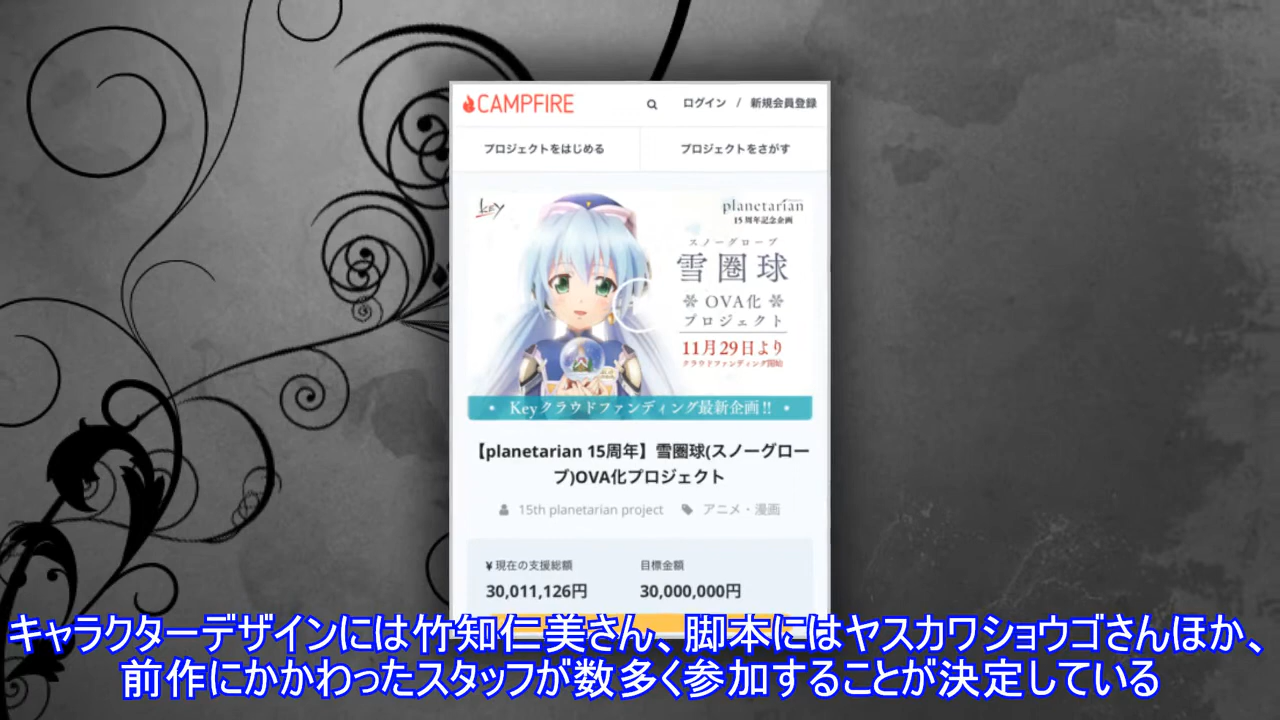 CAMPFIRE
ログイン / 新規会員登録
プロジェクトをはじめる
プロジェクトをさがす
Key
planetarian
15周年記念企画
スノーグローブ
雪圏球
OVA化
プロジェクト
11月29日より
クラウドファンディング開始
Keyクラウドファンディング最新企画!!
【planetarian 15周年】雪圏球(スノーグロー
ブ)OVA化プロジェクト
15th planetarian project アニメ・漫画
¥現在の支援総額
30,011,126円
目標金額
30,000,000円
キャラクターデザインには竹知仁美さん、脚本にはヤスカワショウゴさんほか、
前作にかかわったスタッフが数多く参加することが決定している